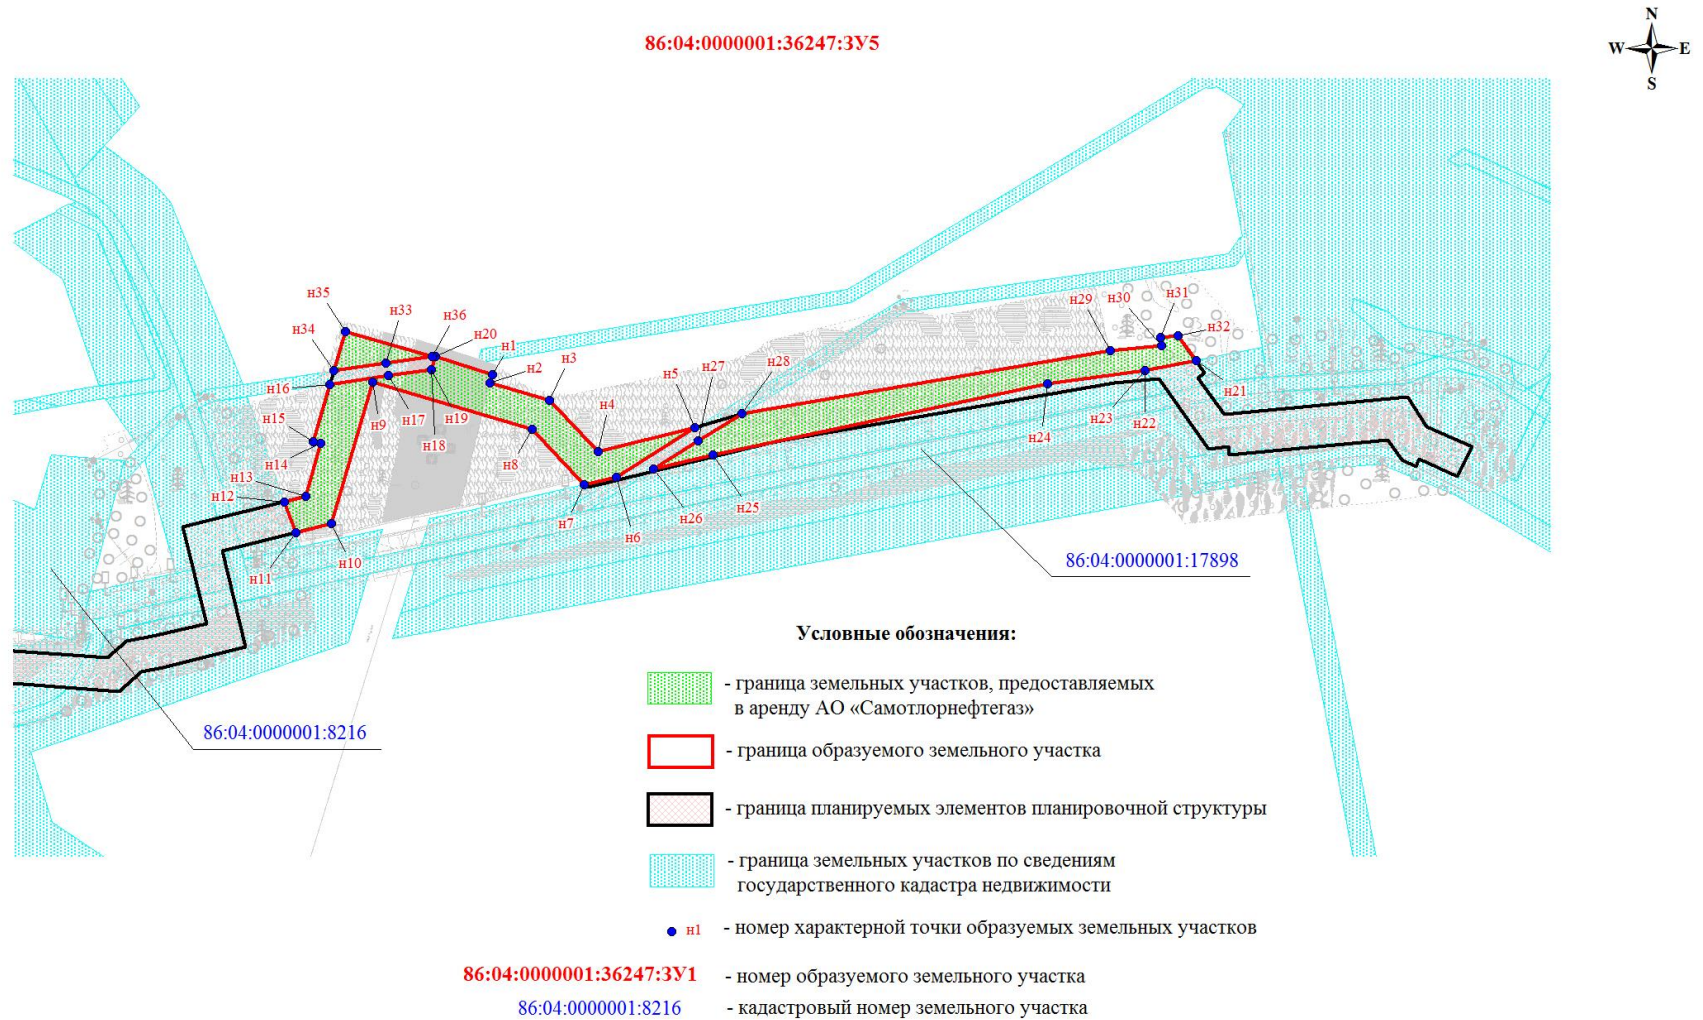 N
86:04:0000001:36247:ЗУ5
W E
S
н35
н33
н36
н34
н20
н1
н2
н3
н16
н5
н27
н28
н29
н30
н31
н32
н15
н9
н17
н19
н18
н4
н14
н8
н13
н12
н7
н6
н26
н25
н24
н23
н22
н21
н11
н10
86:04:0000001:17898
86:04:0000001:8216
Условные обозначения:
- граница земельных участков, предоставляемых
в аренду АО «Самотлорнефтегаз»
- граница образуемого земельного участка
- граница планируемых элементов планировочной структуры
- граница земельных участков по сведениям
государственного кадастра недвижимости
н1 - номер характерной точки образуемых земельных участков
86:04:0000001:36247:ЗУ1 - номер образуемого земельного участка
86:04:0000001:8216 - кадастровый номер земельного участка